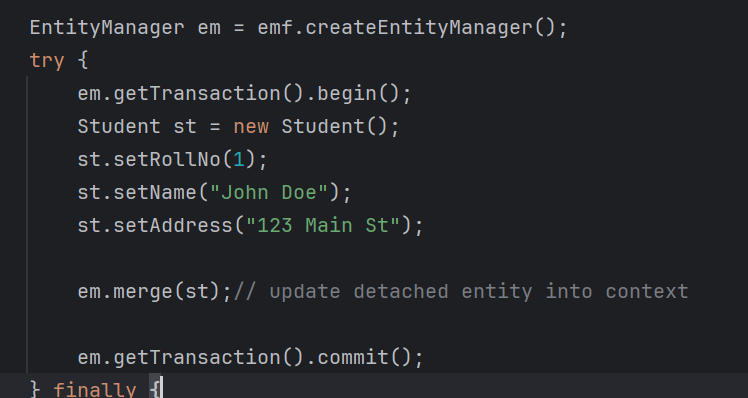 EntityManager em = emf.createEntityManager();
try {
em.getTransaction().begin();
Student st = new Student();
st.setRollNo(1);
st.setName("John Doe");
st.setAddress("123 Main St");
em.merge(st);// update detached entity into context
em.getTransaction().commit();
} finally {